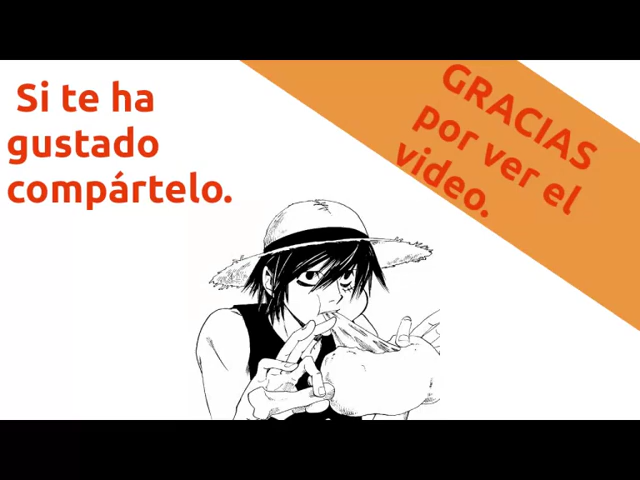 Si te ha
gustado
compártelo.
GRACIAS
por ver el
video.